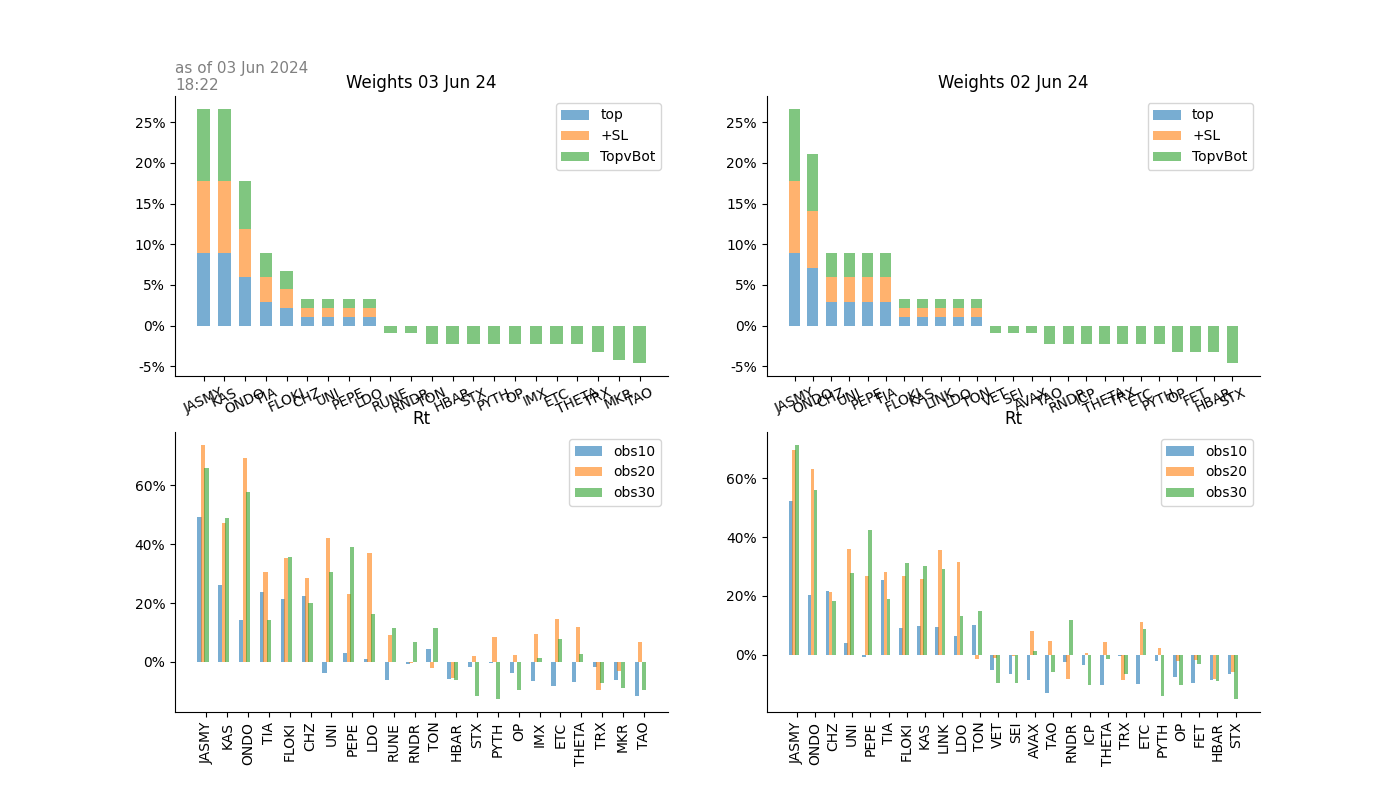 as of 03 Jun 2024
18:22
Weights 03 Jun 24
25%
20%
15%
10%
5%
0%
-5%
top
+SL
TopvBot
JASMY KAS ONDO TIA FLOKI CHZ UNI PEPE LDO RUNE RNDR TON HBAR STX PYTH OP IMX ETC THETA TRX MKR TAO
Weights 02 Jun 24
25%
20%
15%
10%
5%
0%
-5%
top
+SL
TopvBot
JASMY ONDO CHZ UNI PEPE TIA FLOKI KAS LINK LDO TON VET SEI AVAX TAO RNDR ICP THETA TRX ETC PYTH OP FET HBAR STX
Rt
60%
40%
20%
0%
obs10
obs20
obs30
JASMY KAS ONDO TIA FLOKI CHZ UNI PEPE LDO RUNE RNDR TON HBAR STX PYTH OP IMX ETC THETA TRX MKR TAO
Rt
60%
40%
20%
0%
obs10
obs20
obs30
JASMY ONDO CHZ UNI PEPE TIA FLOKI KAS LINK LDO TON VET SEI AVAX TAO RNDR ICP THETA TRX ETC PYTH OP FET HBAR STX